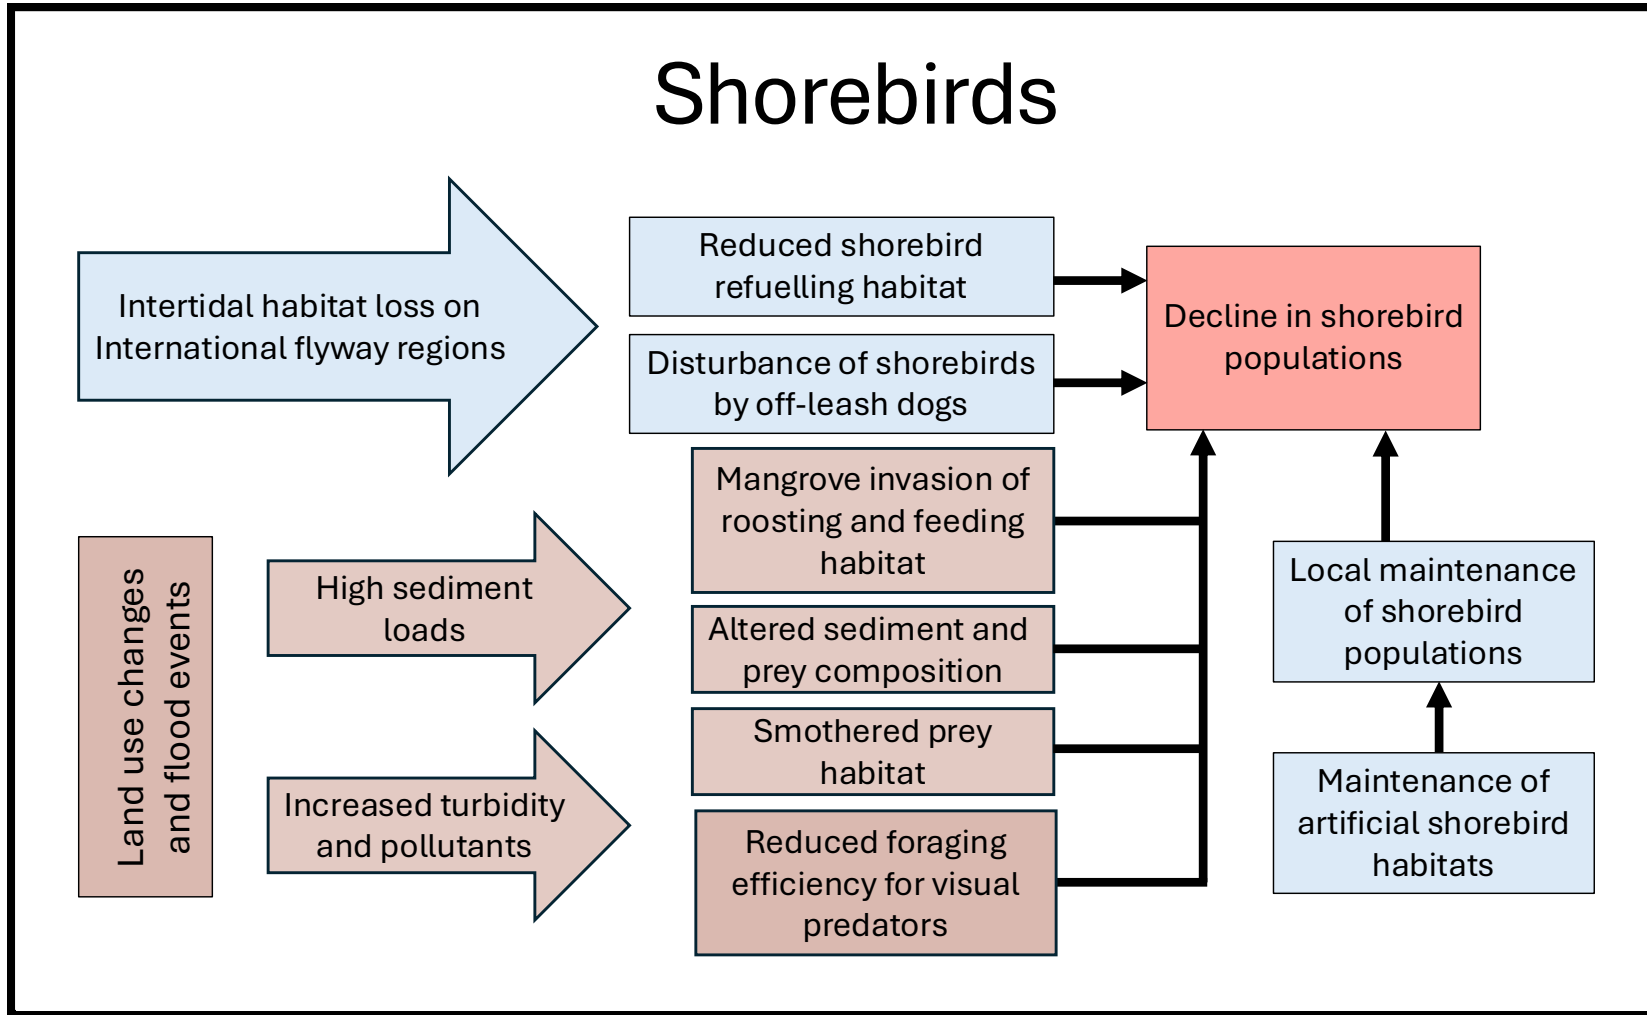 Shorebirds
Intertidal habitat loss on
International flyway regions
Reduced shorebird
refuelling habitat
Disturbance of shorebirds
by off-leash dogs
Decline in shorebird
populations
Land use changes
and flood events
High sediment
loads
Increased turbidity
and pollutants
Mangrove invasion of
roosting and feeding
habitat
Altered sediment and
prey composition
Smothered prey
habitat
Reduced foraging
efficiency for visual
predators
Local maintenance
of shorebird
populations
Maintenance of
artificial shorebird
habitats